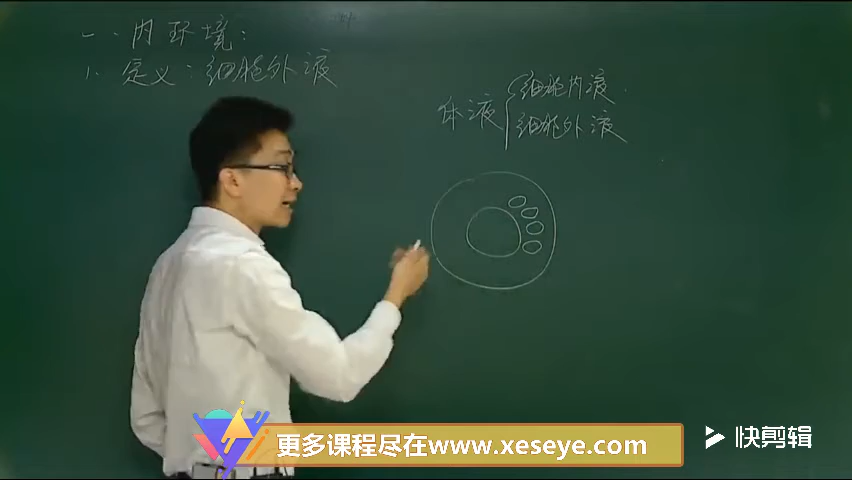 一、内环境：
1、定义：细胞外液
体液
细胞内液
细胞外液
更多课程尽在www.xeseye.com
快剪辑